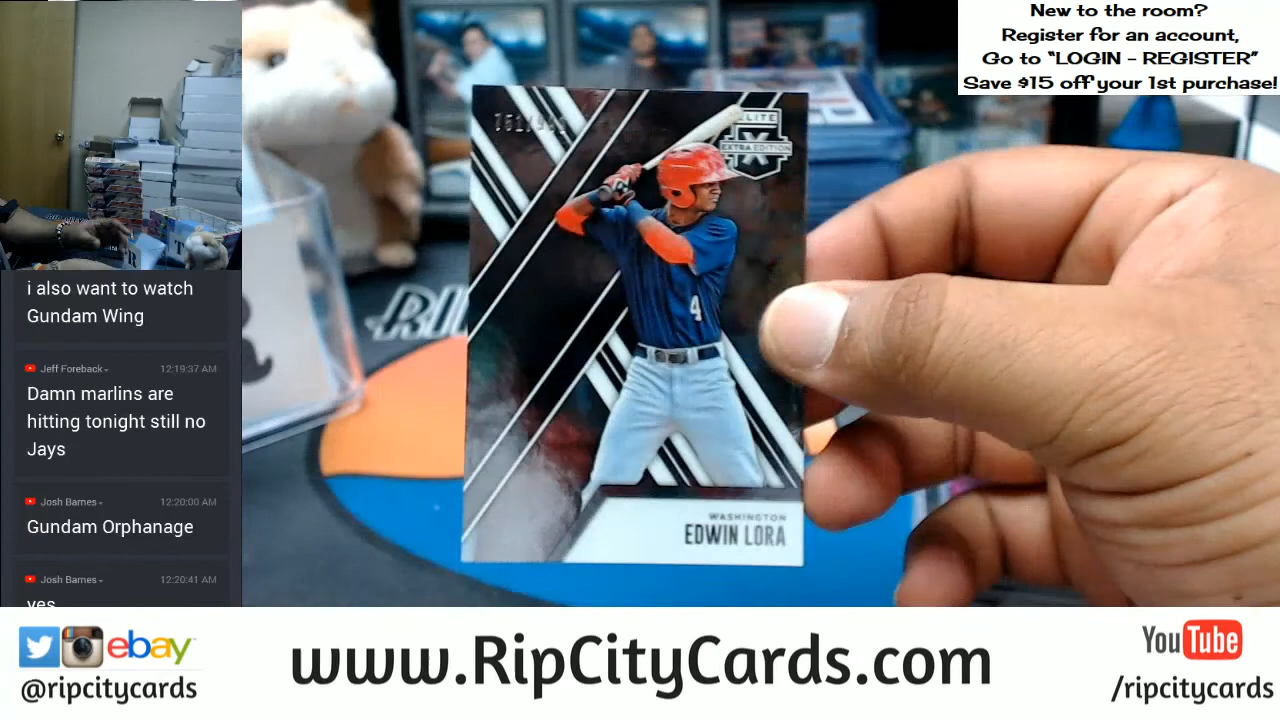 New to the room?
Register for an account,
Go to “LOGIN - REGISTER”
Save $15 off your 1st purchase!
i also want to watch
Gundam Wing
Jeff Foreback
12:19:37 AM
Damn marlins are
hitting tonight still no
Jays
Josh Barnes
12:20:00 AM
Gundam Orphanage
Josh Barnes
12:20:41 AM
yes
ELITE
X
EXTRA EDITION
4
WASHINGTON
EDWIN LORA
ebay
@ripcitycards
www.RipCityCards.com
YouTube
/ripcitycards